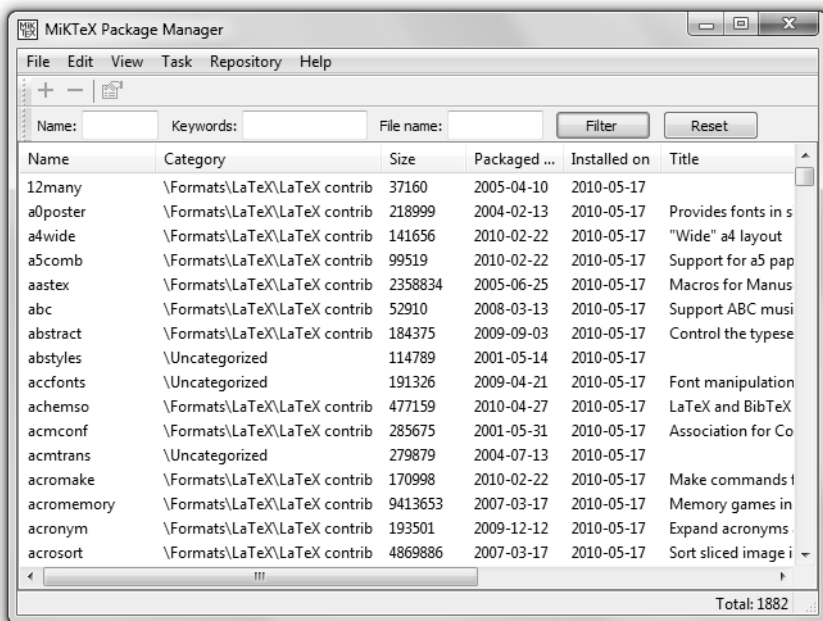 MiKTeX Package Manager
File Edit View Task Repository Help
Name: Keywords: File name: Filter Reset
Name Category Size Packaged ... Installed on Title
12many \Formats\LaTeX\LaTeX contrib 37160 2005-04-10 2010-05-17
a0poster \Formats\LaTeX\LaTeX contrib 218999 2004-02-13 2010-05-17 Provides fonts in s
a4wide \Formats\LaTeX\LaTeX contrib 141656 2010-02-22 2010-05-17 "Wide" a4 layout
a5comb \Formats\LaTeX\LaTeX contrib 99519 2010-02-22 2010-05-17 Support for a5 pap
aastex \Formats\LaTeX\LaTeX contrib 2358834 2005-06-25 2010-05-17 Macros for Manus
abc \Formats\LaTeX\LaTeX contrib 52910 2008-03-13 2010-05-17 Support ABC musi
abstract \Formats\LaTeX\LaTeX contrib 184375 2009-09-03 2010-05-17 Control the typese
abstyles \Uncategorized 114789 2001-05-14 2010-05-17
accfonts \Uncategorized 191326 2009-04-21 2010-05-17 Font manipulation
achemso \Formats\LaTeX\LaTeX contrib 477159 2010-04-27 2010-05-17 LaTeX and BibTeX
acmconf \Formats\LaTeX\LaTeX contrib 285675 2001-05-31 2010-05-17 Association for Co
acmtrans \Uncategorized 279879 2004-07-13 2010-05-17
acromake \Formats\LaTeX\LaTeX contrib 170998 2010-02-22 2010-05-17 Make commands f
acromemory \Formats\LaTeX\LaTeX contrib 9413653 2007-03-17 2010-05-17 Memory games in
acronym \Formats\LaTeX\LaTeX contrib 193501 2009-12-12 2010-05-17 Expand acronyms
acrosort \Formats\LaTeX\LaTeX contrib 4869886 2007-03-17 2010-05-17 Sort sliced image i
Total: 1882